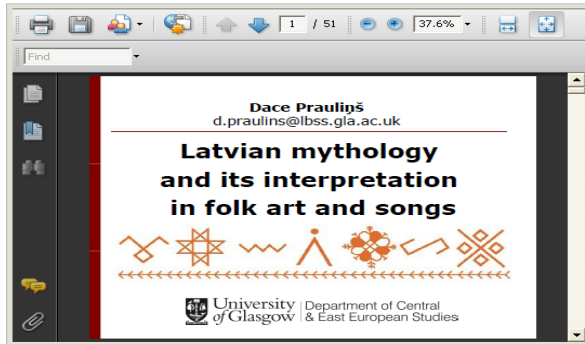 1 / 51 37.6%
Find
Dace Prauliņš
d.praulins@lbss.gla.ac.uk
Latvian mythology
and its interpretation
in folk art and songs
University
of Glasgow
Department of Central
& East European Studies